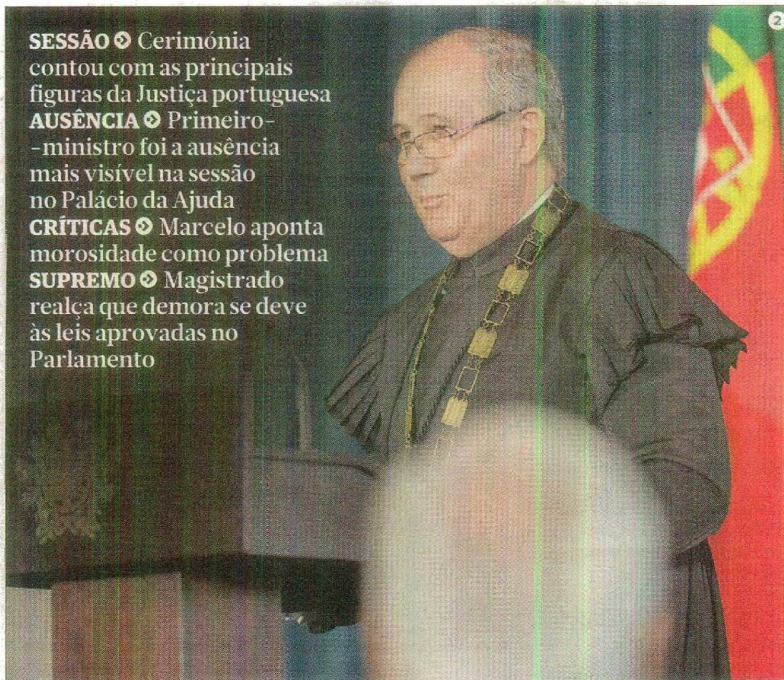 SESSÃO Cerimónia
contou com as principais
figuras da Justiça portuguesa
AUSÊNCIA Primeiro-
-ministro foi a ausência
mais visível na sessão
no Palácio da Ajuda
CRÍTICAS Marcelo aponta
morosidade como problema
SUPREMO Magistrado
realça que demora se deve
às leis aprovadas no
Parlamento
2